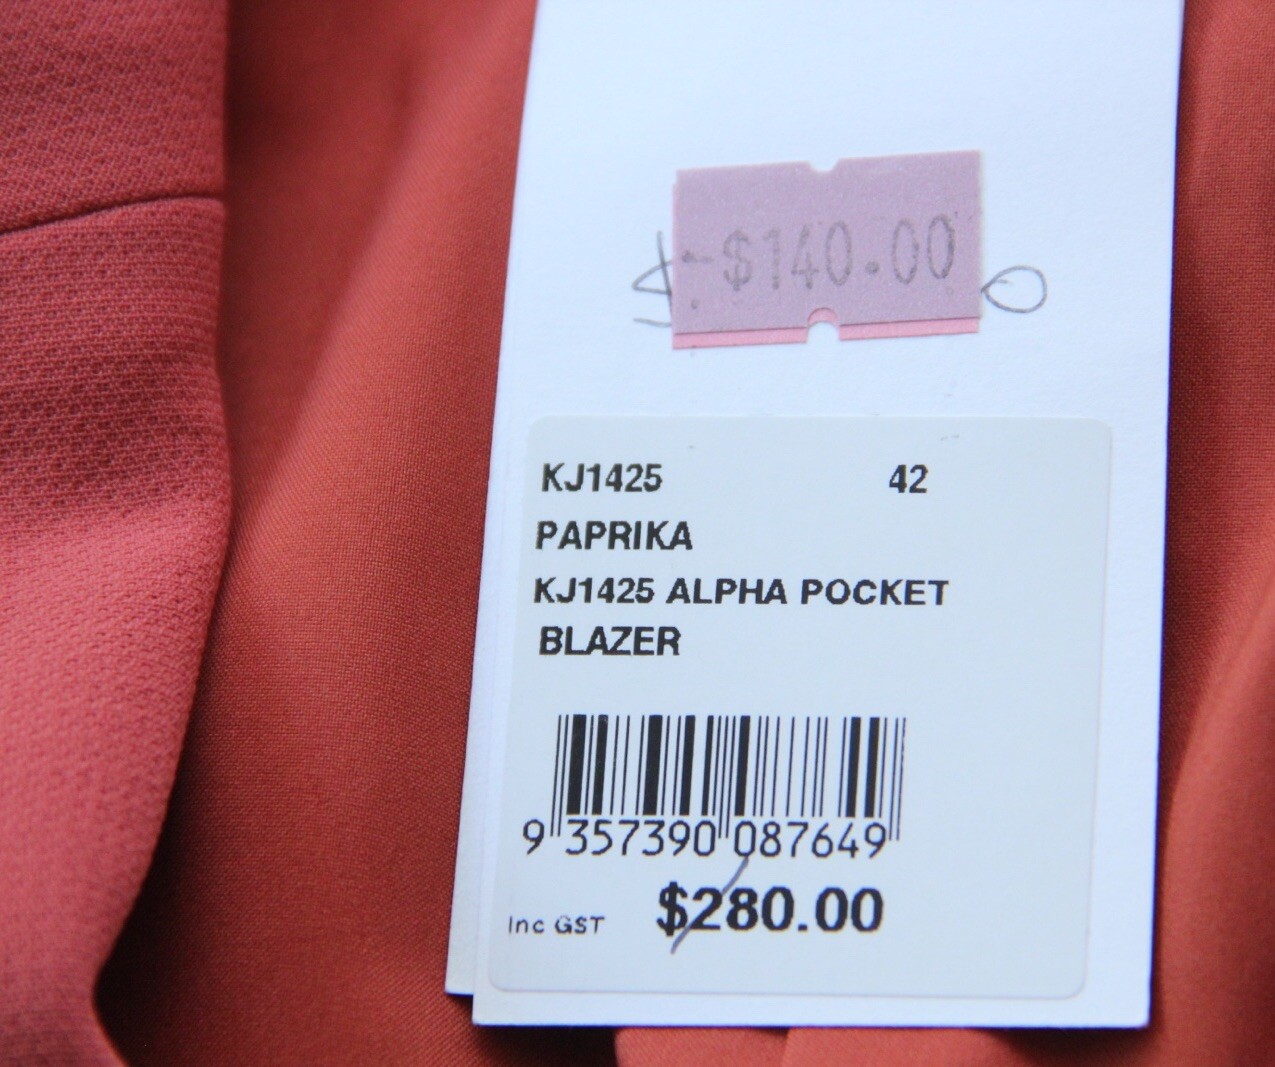 $140.00
KJ1425 42
PAPRIKA
KJ1425 ALPHA POCKET
BLAZER
9 357390 087649
Inc GST $280.00